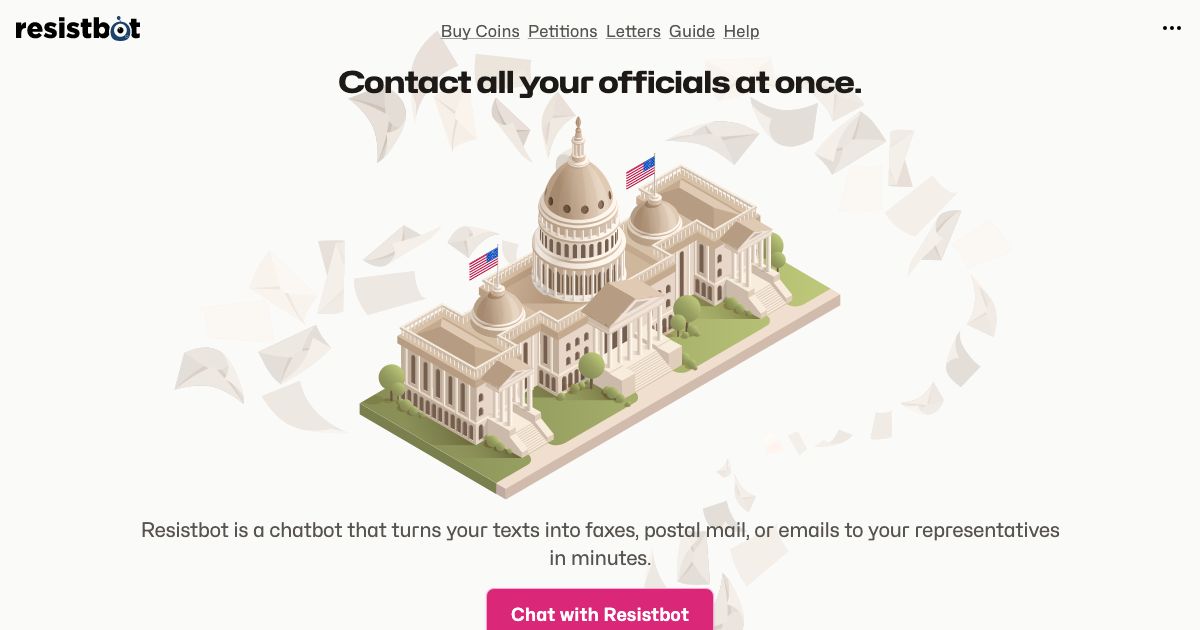 resistbot
Buy Coins Petitions Letters Guide Help
Contact all your officials at once.
Resistbot is a chatbot that turns your texts into faxes, postal mail, or emails to your representatives
in minutes.
Chat with Resistbot